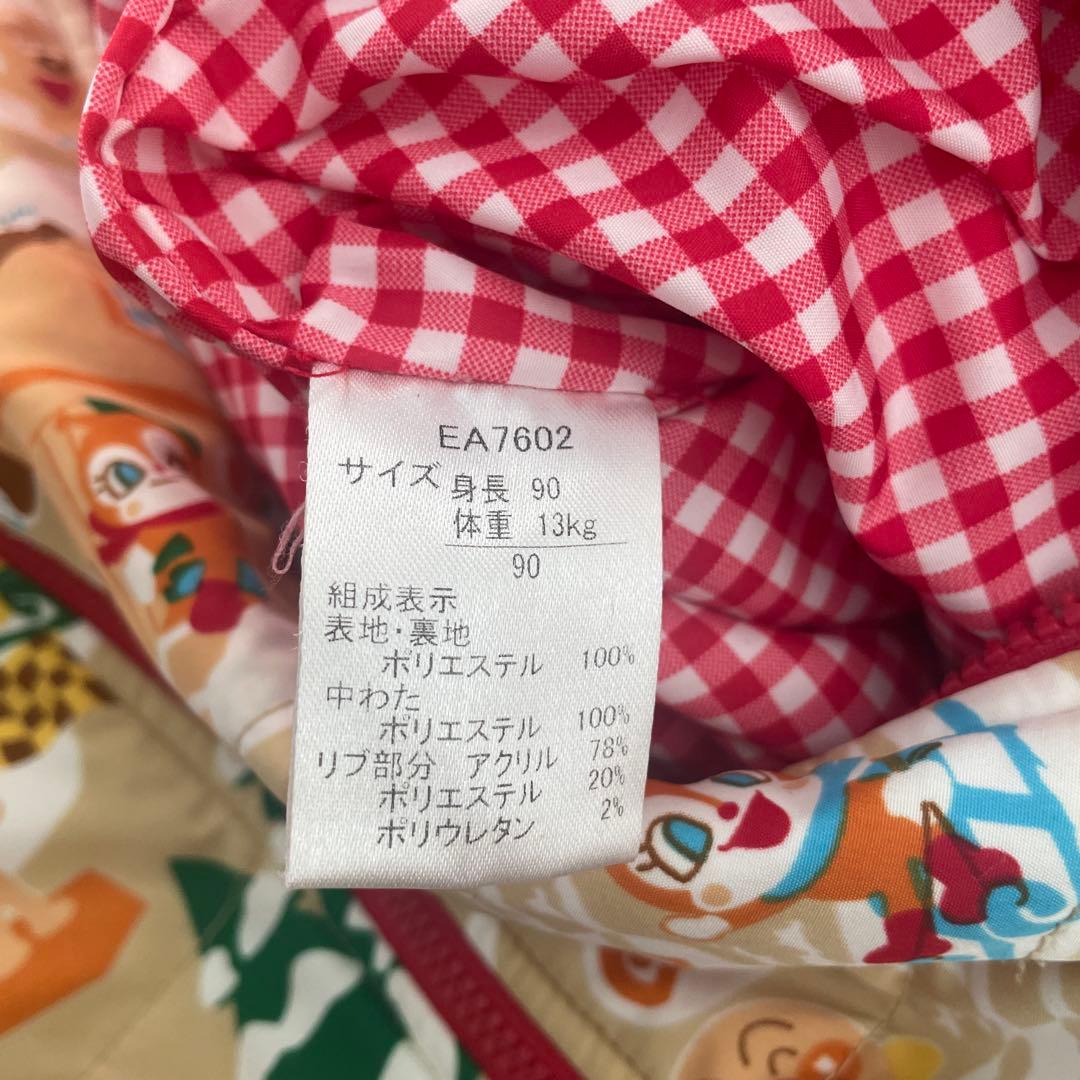 EA7602
サイズ 身長 90
体重 13kg
90
組成表示
表地・裏地
ポリエステル 100%
中わた
ポリエステル 100%
リブ部分 アクリル 78%
ポリエステル 20%
ポリウレタン 2%